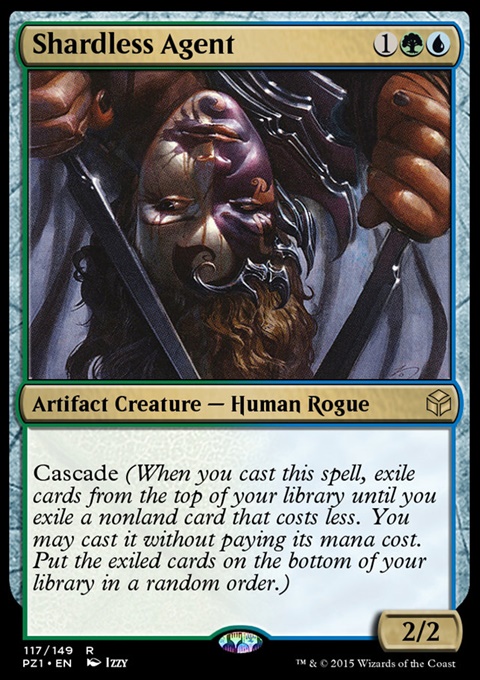 Shardless Agent 1
Artifact Creature — Human Rogue
Cascade (When you cast this spell, exile
cards from the top of your library until you
exile a nonland card that costs less. You
may cast it without paying its mana cost.
Put the exiled cards on the bottom of your
library in a random order.)
2/2
117/149 R
PZ1 • EN Izzy
™ & © 2015 Wizards of the Coast